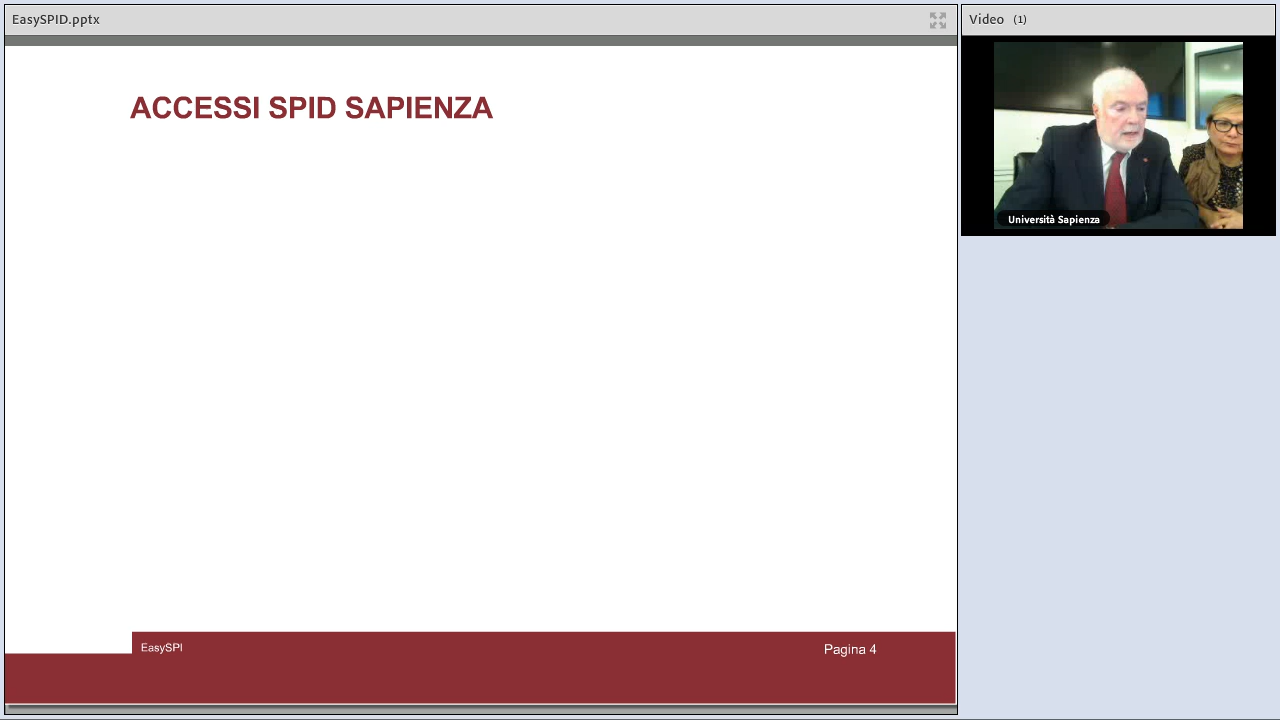 EasySPID.pptx
Video (1)
ACCESSI SPID SAPIENZA
Università Sapienza
EasySPI
Pagina 4